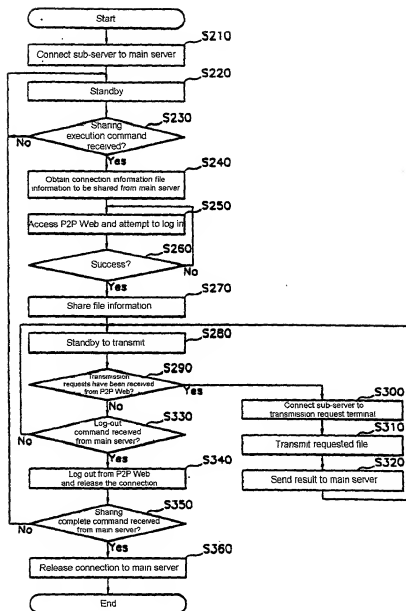 Start
S210
Connect sub-server to main server
S220
Standby
S230
Sharing
execution command
received?
No
Yes
S240
Obtain connection information file
information to be shared from main server
S250
Access P2P Web and attempt to log in
S260
Success?
No
Yes
S270
Share file information
S280
Standby to transmit
S290
Transmission
requests have been received
from P2P Web?
Yes
No
S300
Connect sub-server to
transmission request terminal
S310
Transmit requested file
S320
Send result to main server
S330
Log-out
command received
from main server?
No
Yes
S340
Log out from P2P Web
and release the connection
S350
Sharing
complete command received
from main server?
No
Yes
S360
Release connection to main server
End